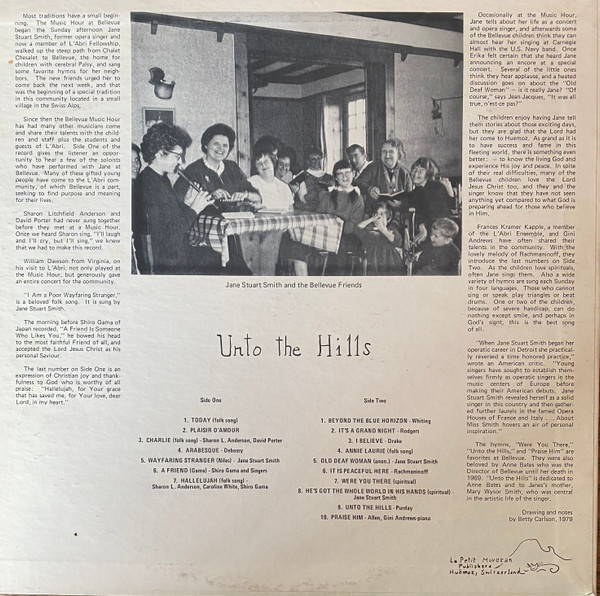 Most traditions have a small begin-
ning. The Music Hour at Bellevue
began the Sunday afternoon Jane
Stuart Smith, former opera singer and
now a member of L'Abri Fellowship,
walked up the steep path from Chalet
Chesalet to Bellevue, the home for
children with cerebral Palsy, and sang
some favorite hymns for her neigh-
bors. The new friends urged her to
come back the next week, and that
was the beginning of a special tradition
in this community located in a small
village in the Swiss Alps.
Since then the Bellevue Music Hour
has had many other musicians come
and share their talents with the child-
ren and staff plus the students and
guests of L'Abri. Side One of the
record gives the listener an oppor-
tunity to hear a few of the soloists
who have performed with Jane at
Bellevue. Many of these gifted young
people have come to the L'Abri com-
munity, of which Bellevue is a part,
seeking to find purpose and meaning
for their lives.
Sharon Litchfield Anderson and
David Porter had never sung together
before they met at a Music Hour.
Once we heard Sharon sing, "I'll laugh
and I'll cry, but I'll sing," we knew
that we had to make this record.
William Dawson from Virginia, on
his visit to L'Abri, not only played at
the Music Hour, but generously gave
an entire concert for the community.
"I Am a Poor Wayfaring Stranger,"
is a beloved folk song. It is sung by
Jane Stuart Smith.
The morning before Shiro Gama of
Japan recorded, "A Friend Is Someone
Who Likes You," he bowed his head
to the most faithful Friend of all, and
accepted the Lord Jesus Christ as his
personal Saviour.
The last number on Side One is an
expression of Christian joy and thank-
fulness to God who is worthy of all
praise: "Hallelujah, for Your grace
that has saved me, for Your love, dear
Lord, in my heart."
Jane Stuart Smith and the Bellevue Friends
Unto the Hills
Side One
1. TODAY (folk song)
2. PLAISIR D'AMOUR
3. CHARLIE (folk song) - Sharon L. Anderson, David Porter
4. ARABESQUE - Debussy
5. WAYFARING STRANGER (Niles) - Jane Stuart Smith
6. A FRIEND (Gama) - Shiro Gama and Singers
7. HALLELUJAH (folk song) -
Sharon L. Anderson, Caroline White, Shiro Gama
Side Two
1. BEYOND THE BLUE HORIZON - Whiting
2. IT'S A GRAND NIGHT - Rodgers
3. I BELIEVE - Drake
4. ANNIE LAURIE (folk song)
5. OLD DEAF WOMAN (anon.) - Jane Stuart Smith
6. IT IS PEACEFUL HERE - Rachmaninoff
7. WERE YOU THERE (spiritual)
8. HE'S GOT THE WHOLE WORLD IN HIS HANDS (spiritual) -
Jane Stuart Smith
9. UNTO THE HILLS - Purday
10. PRAISE HIM - Allen, Gini Andrews-piano
Occasionally at the Music Hour,
Jane tells about her life as a concert
and opera singer, and afterwards some
of the Bellevue children think they can
almost hear her singing at Carnegie
Hall with the U.S. Navy band. Once
Erika felt certain that she heard Jane
announcing an encore at a special
concert. Several of the little ones
think they hear applause, and a heated
discussion goes on about the "Old
Deaf Woman" – is it really Jane? "Of
course," says Jean-Jacques, "It was all
true, n'est-ce pas?"
The children enjoy having Jane tell
them stories about those exciting days,
but they are glad that the Lord had
her come to Huemoz. As grand as it is
to have success and fame in this
fleeting world, there is something even
better: – to know the living God and
experience His joy and peace. In spite
of their real difficulties, many of the
Bellevue children love the Lord
Jesus Christ too, and they and the
singer know that they have not seen
anything yet compared to what God is
preparing ahead for those who believe
in Him.
Frances Kramer Kapple, a member
of the L'Abri Ensemble, and Gini
Andrews have often shared their
talents in the community. With the
lovely melody of Rachmaninoff, they
introduce the last numbers on Side
Two. As the children love spirituals,
often Jane sings them. Also a wide
variety of hymns are sung each Sunday
in four languages. Those who cannot
sing or speak play triangles or beat
drums. One or two of the children,
because of severe handicap, can do
nothing except smile, and perhaps in
God's sight, this is the best song
of all.
"When Jane Stuart Smith began her
operatic career in Detroit she practical-
ly reversed a time honored practice,"
wrote an American critic. "Young
singers have sought to establish them-
selves firmly as operatic singers in the
music centers of Europe before
making their American debuts. Jane
Stuart Smith revealed herself as a solid
singer in this country and then gather-
ed further laurels in the famed Opera
Houses of France and Italy . . . About
Miss Smith hovers an air of personal
inspiration."
The hymns, "Were You There,"
"Unto the Hills," and "Praise Him" are
favorites at Bellevue. They were also
beloved by Anne Bates who was the
Director of Bellevue until her death in
1969. "Unto the Hills" is dedicated to
Anne Bates and to Jane's mother,
Mary Wysor Smith, who was central
in the artistic life of the singer.
Drawing and notes
by Betty Carlson, 1979
Le Petit Muveran
Publishers
Huémoz, Switzerland